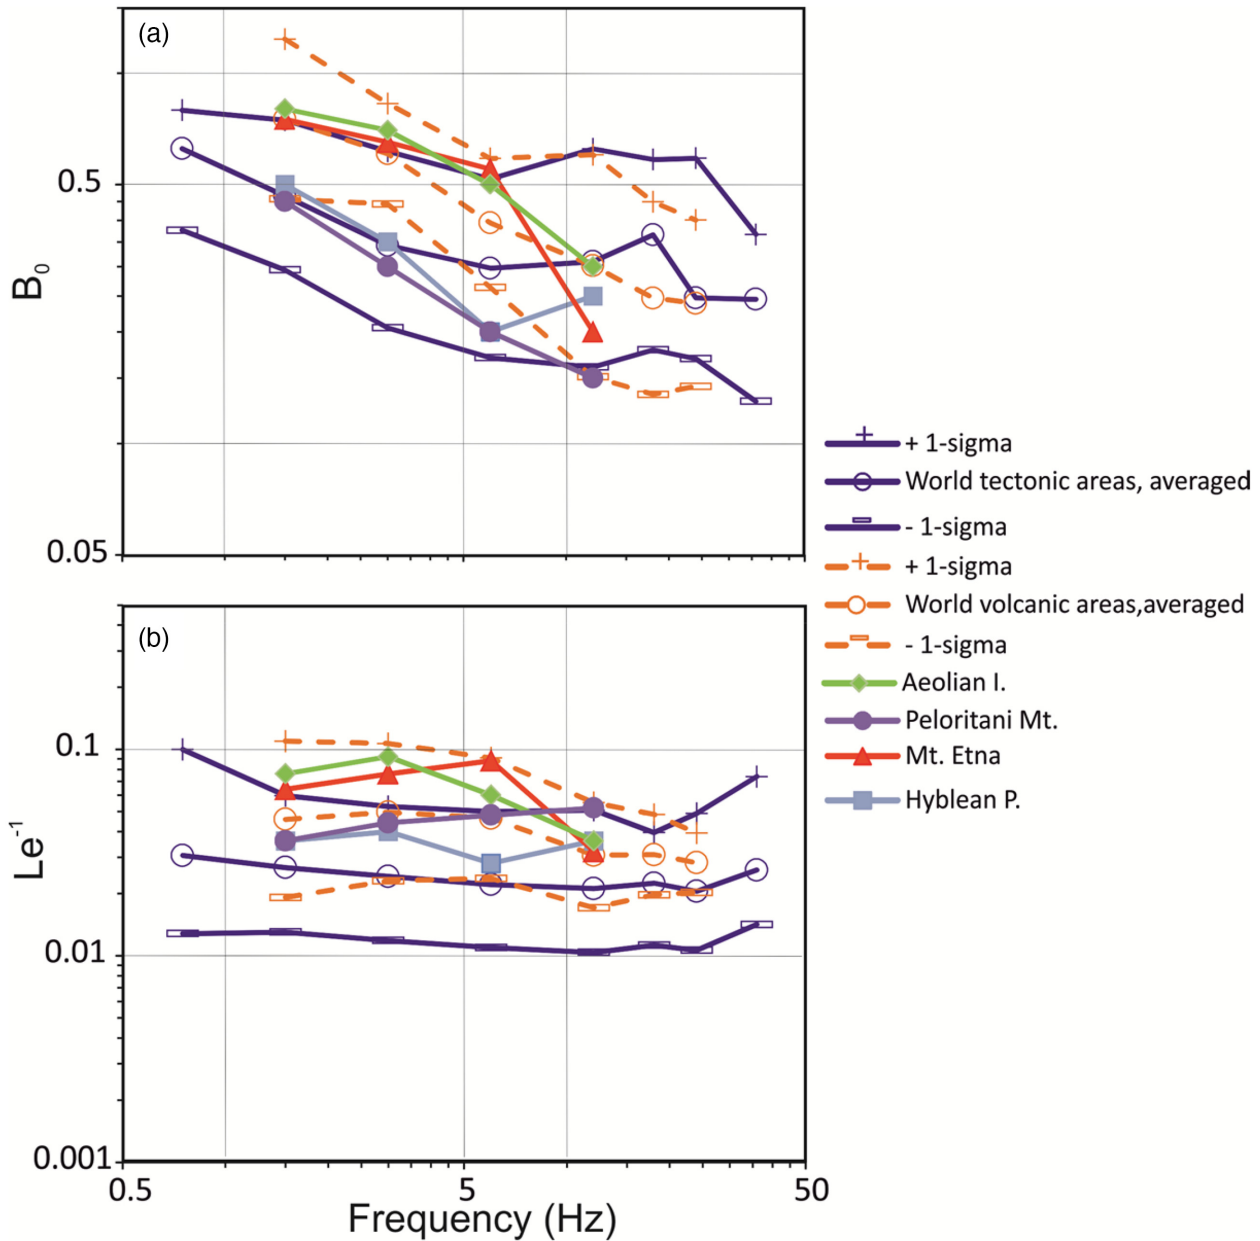 (a)
0.5
B0
0.05
(b)
0.1
Le-1
0.01
0.001
0.5 5 50
Frequency (Hz)
+ 1-sigma
World tectonic areas, averaged
- 1-sigma
+ 1-sigma
World volcanic areas,averaged
- 1-sigma
Aeolian I.
Peloritani Mt.
Mt. Etna
Hyblean P.